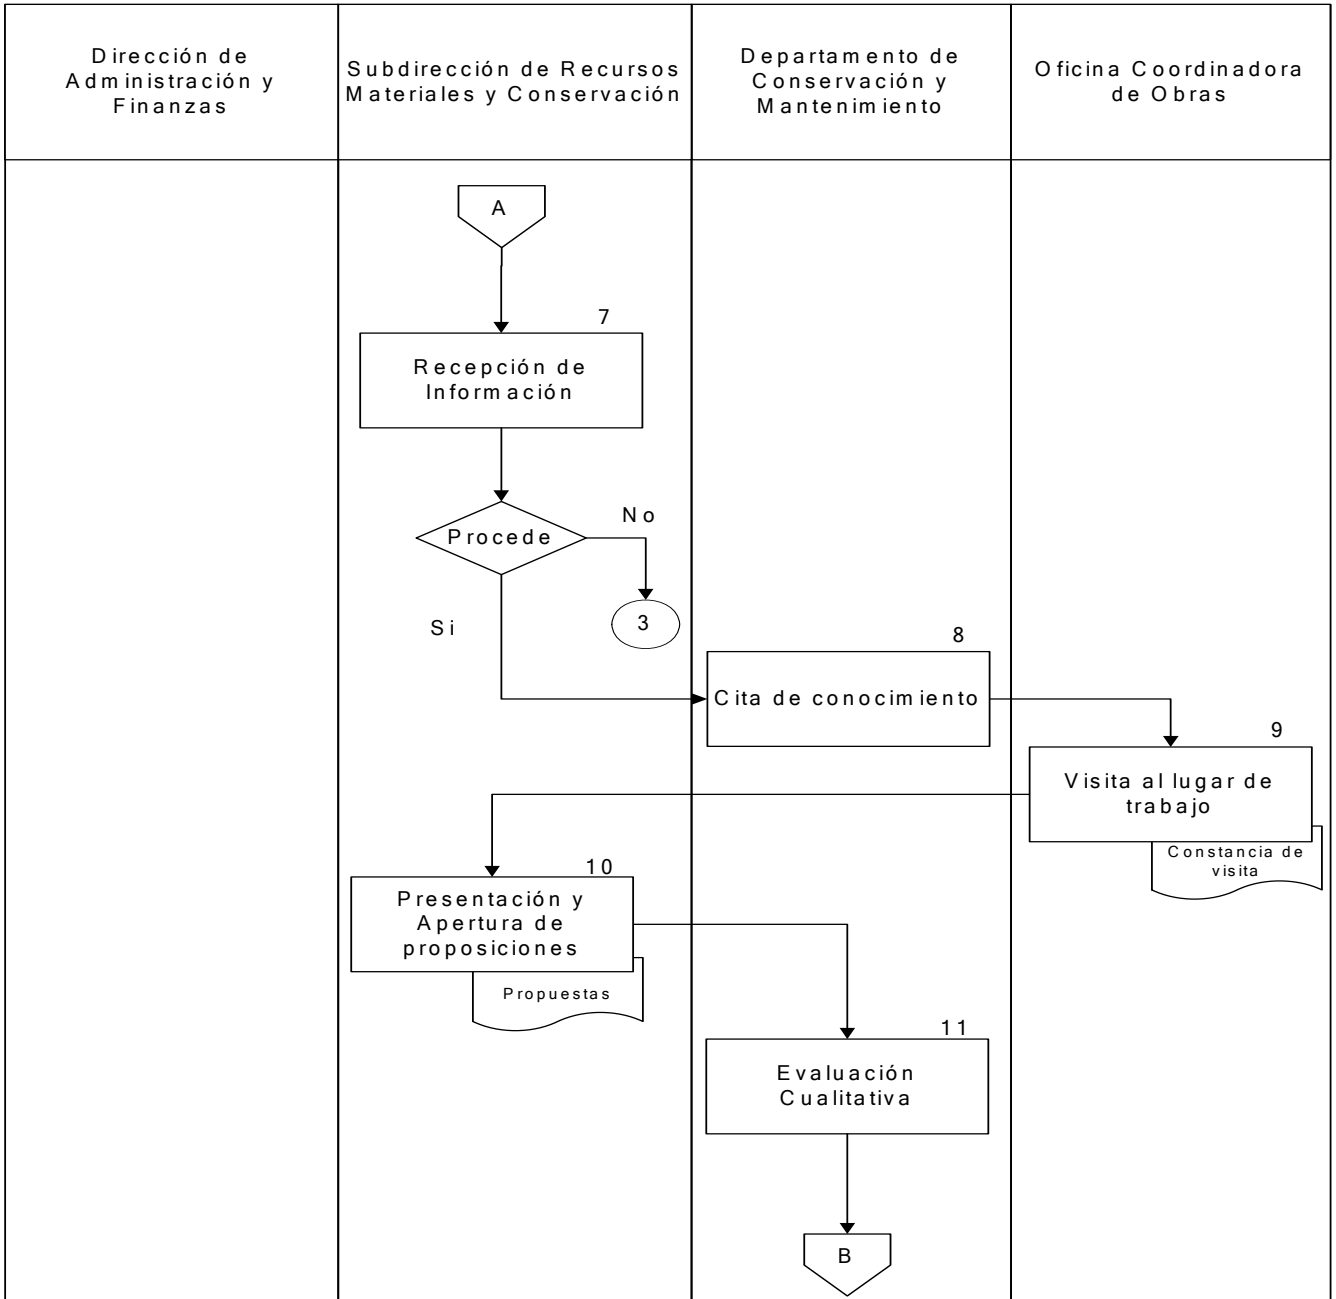 Dirección de
Administración y
Finanzas
Subdirección de Recursos
Materiales y Conservación
Departamento de
Conservación y
Mantenimiento
Oficina Coordinadora
de Obras
A
7
Recepción de
Información
Procede
No
Si
3
8
Cita de conocimiento
9
Visita al lugar de
trabajo
Constancia de
visita
10
Presentación y
Apertura de
proposiciones
Propuestas
11
Evaluación
Cualitativa
B